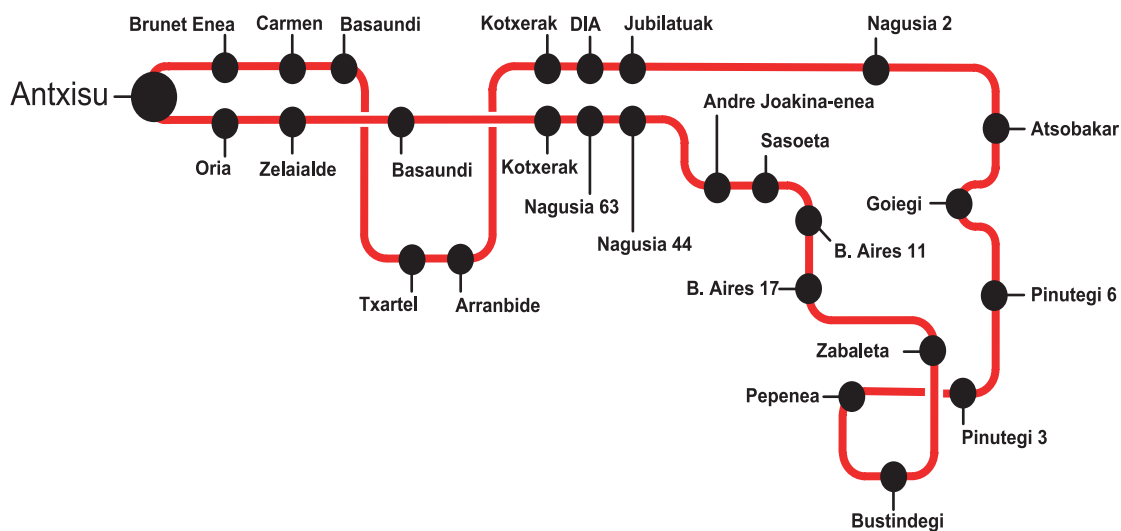 Brunet Enea
Carmen
Basaundi
Kotxerak
DIA
Jubilatuak
Nagusia 2
Antxisu
Andre Joakina-enea
Atsobakar
Sasoeta
Oria
Zelaialde
Basaundi
Kotxerak
Nagusia 63
Goiegi
Nagusia 44
B. Aires 11
B. Aires 17
Pinutegi 6
Txartel
Arranbide
Zabaleta
Pepenea
Pinutegi 3
Bustindegi